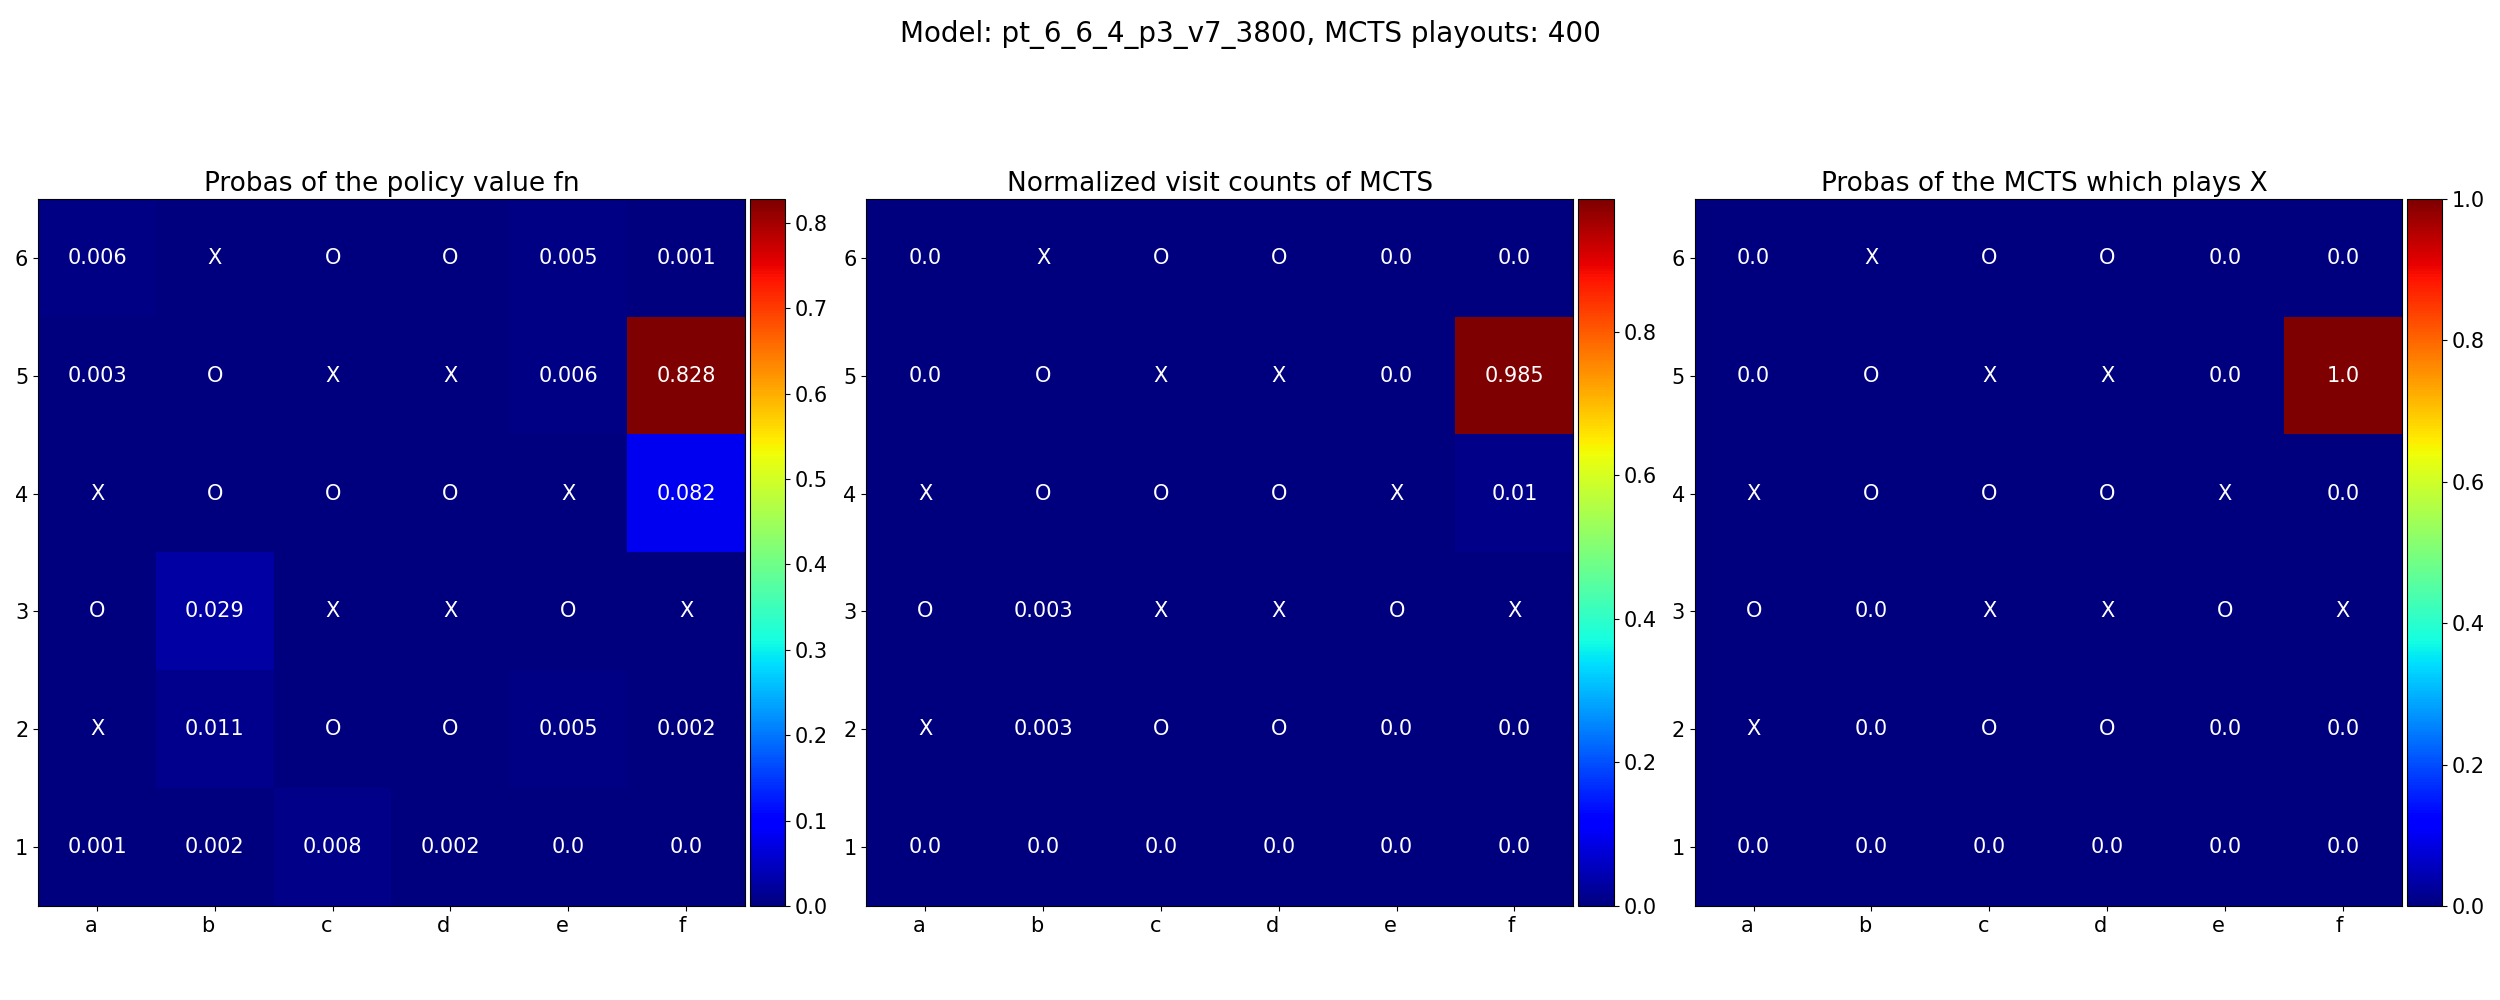 Model: pt_6_6_4_p3_v7_3800, MCTS playouts: 400
Probas of the policy value fn
6 0.006 X O O 0.005 0.001
5 0.003 O X X 0.006 0.828
4 X O O O X 0.082
3 O 0.029 X X O X
2 X 0.011 O O 0.005 0.002
1 0.001 0.002 0.008 0.002 0.0 0.0
a b c d e f
0.8
0.7
0.6
0.5
0.4
0.3
0.2
0.1
0.0
Normalized visit counts of MCTS
6 0.0 X O O 0.0 0.0
5 0.0 O X X 0.0 0.985
4 X O O O X 0.01
3 O 0.003 X X O X
2 X 0.003 O O 0.0 0.0
1 0.0 0.0 0.0 0.0 0.0 0.0
a b c d e f
0.8
0.6
0.4
0.2
0.0
Probas of the MCTS which plays X
6 0.0 X O O 0.0 0.0
5 0.0 O X X 0.0 1.0
4 X O O O X 0.0
3 O 0.0 X X O X
2 X 0.0 O O 0.0 0.0
1 0.0 0.0 0.0 0.0 0.0 0.0
a b c d e f
1.0
0.8
0.6
0.4
0.2
0.0